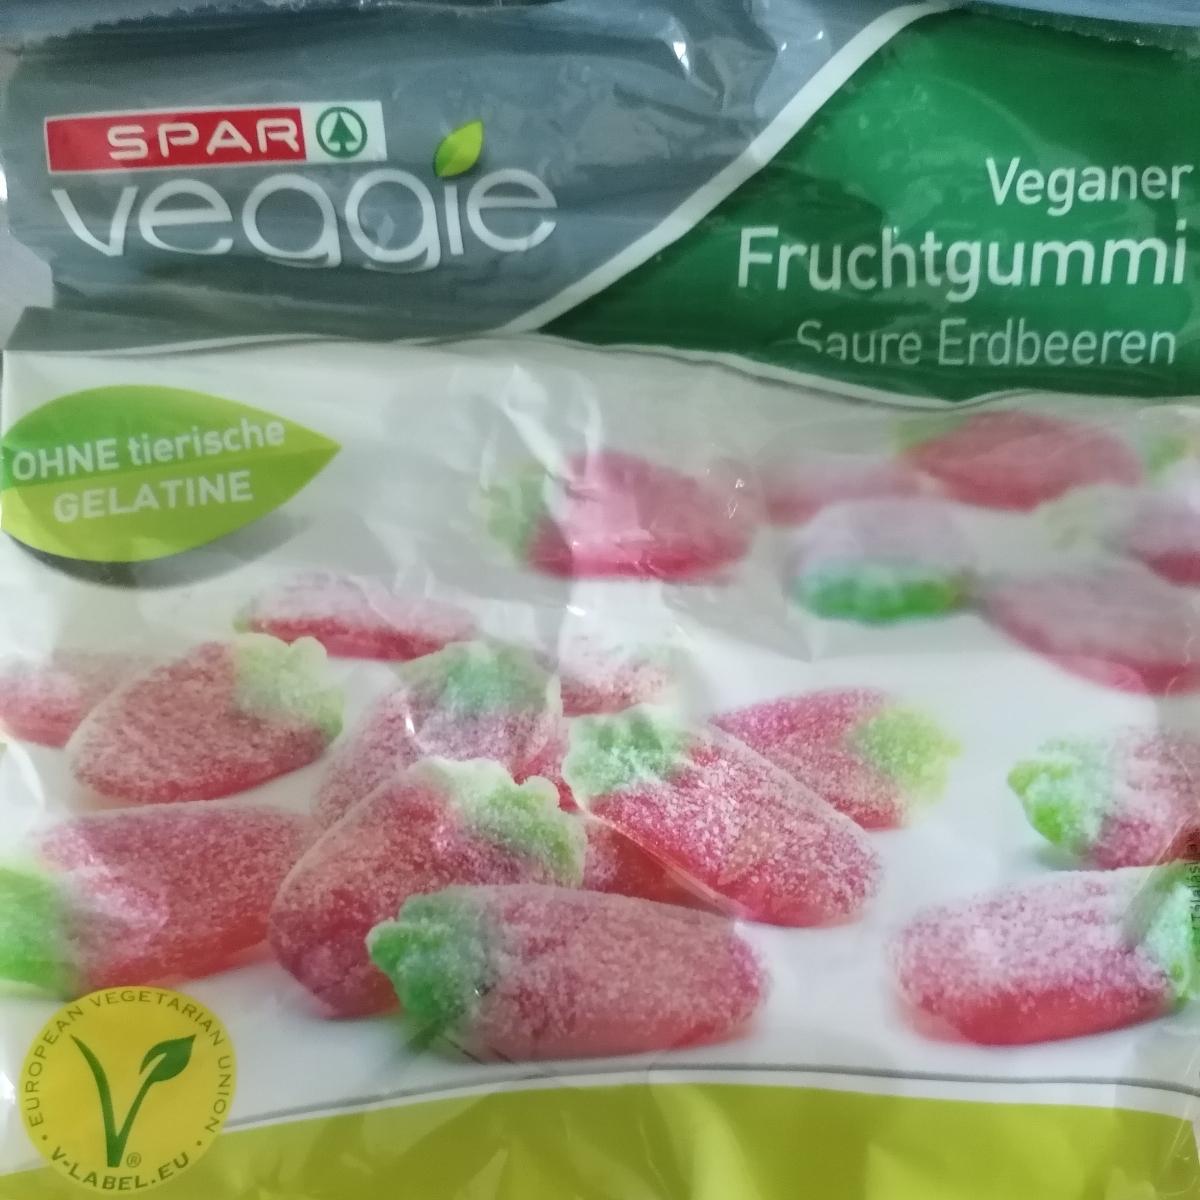 SPAR
veggie
Veganer
Fruchtgummi
Saure Erdbeeren
OHNE tierische
GELATINE
EUROPEAN VEGETARIAN UNION
V-LABEL.EU
®